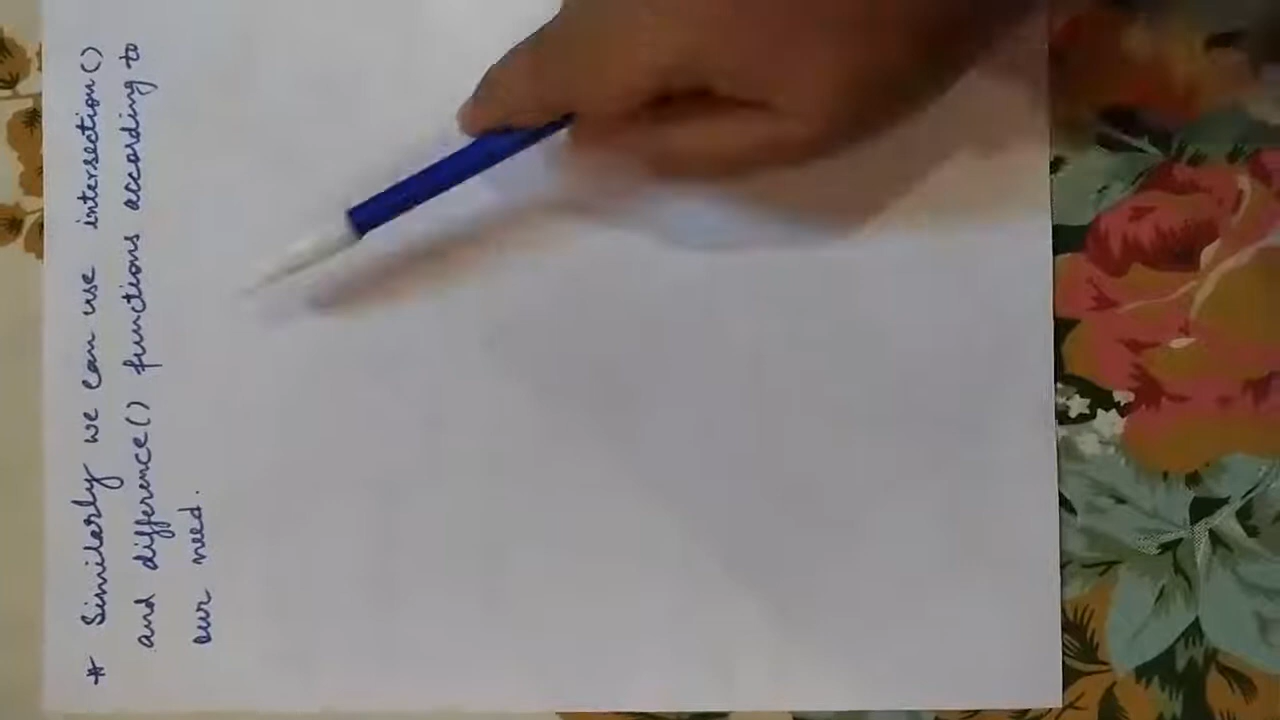 * Similarly we can use intersection()
and difference() functions according to
our need.